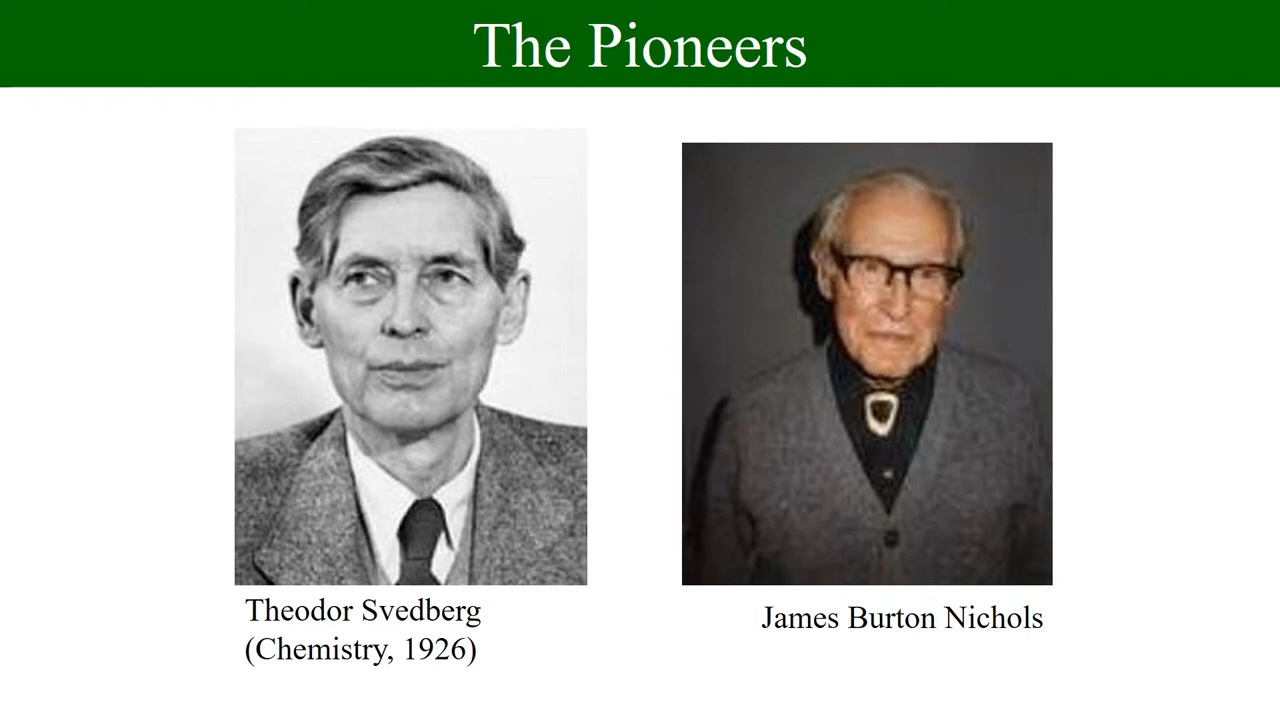 The Pioneers
Theodor Svedberg
(Chemistry, 1926)
James Burton Nichols